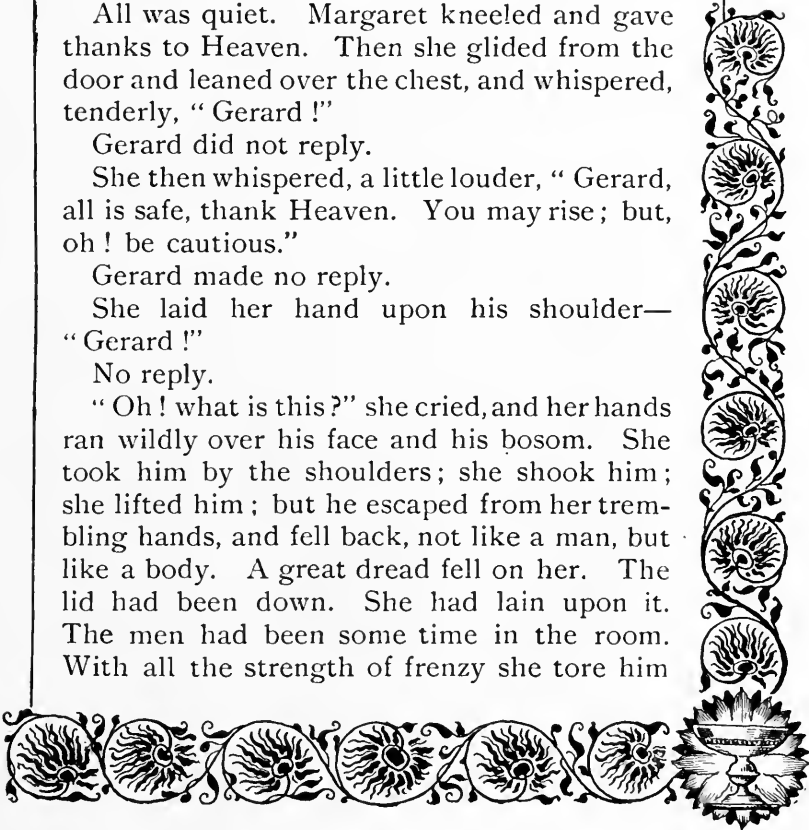 All was quiet. Margaret kneeled and gave
thanks to Heaven. Then she glided from the
door and leaned over the chest, and whispered,
tenderly, “ Gerard !”
Gerard did not reply.
She then whispered, a little louder, “ Gerard,
all is safe, thank Heaven. You may rise ; but,
oh ! be cautious.”
Gerard made no reply.
She laid her hand upon his shoulder—
“ Gerard !”
No reply.
“ Oh ! what is this ?” she cried, and her hands
ran wildly over his face and his bosom. She
took him by the shoulders ; she shook him ;
she lifted him ; but he escaped from her trem-
bling hands, and fell back, not like a man, but
like a body. A great dread fell on her. The
lid had been down. She had lain upon it.
The men had been some time in the room.
With all the strength of frenzy she tore him